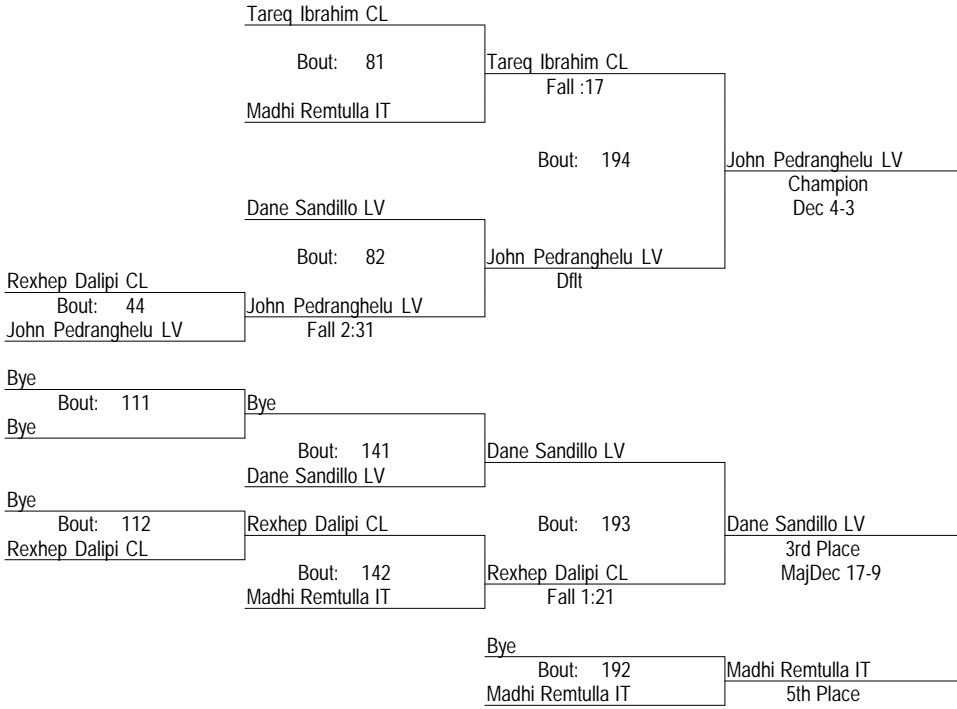 Tareq Ibrahim CL
Bout: 81
Tareq Ibrahim CL
Fall :17
Madhi Remtulla IT
Bout: 194
John Pedranghelu LV
Champion
Dec 4-3
Dane Sandillo LV
Bout: 82
John Pedranghelu LV
Dflt
Rexhep Dalipi CL
Bout: 44
John Pedranghelu LV
Fall 2:31
John Pedranghelu LV
Bye
Bout: 111
Bye
Bye
Bout: 141
Dane Sandillo LV
Dane Sandillo LV
Bye
Bout: 112
Rexhep Dalipi CL
Rexhep Dalipi CL
Bout: 193
Dane Sandillo LV
3rd Place
MajDec 17-9
Bout: 142
Rexhep Dalipi CL
Fall 1:21
Madhi Remtulla IT
Bye
Bout: 192
Madhi Remtulla IT
Madhi Remtulla IT
5th Place